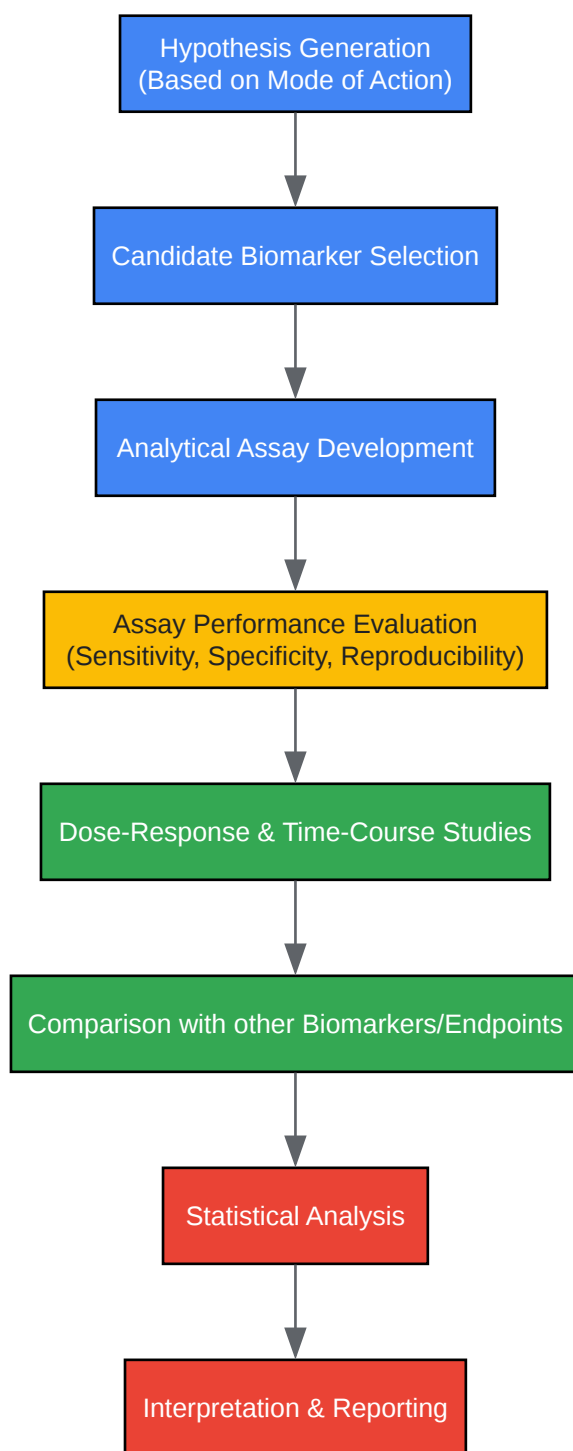 Hypothesis Generation
(Based on Mode of Action)
Candidate Biomarker Selection
Analytical Assay Development
Assay Performance Evaluation
(Sensitivity, Specificity, Reproducibility)
Dose-Response & Time-Course Studies
Comparison with other Biomarkers/Endpoints
Statistical Analysis
Interpretation & Reporting